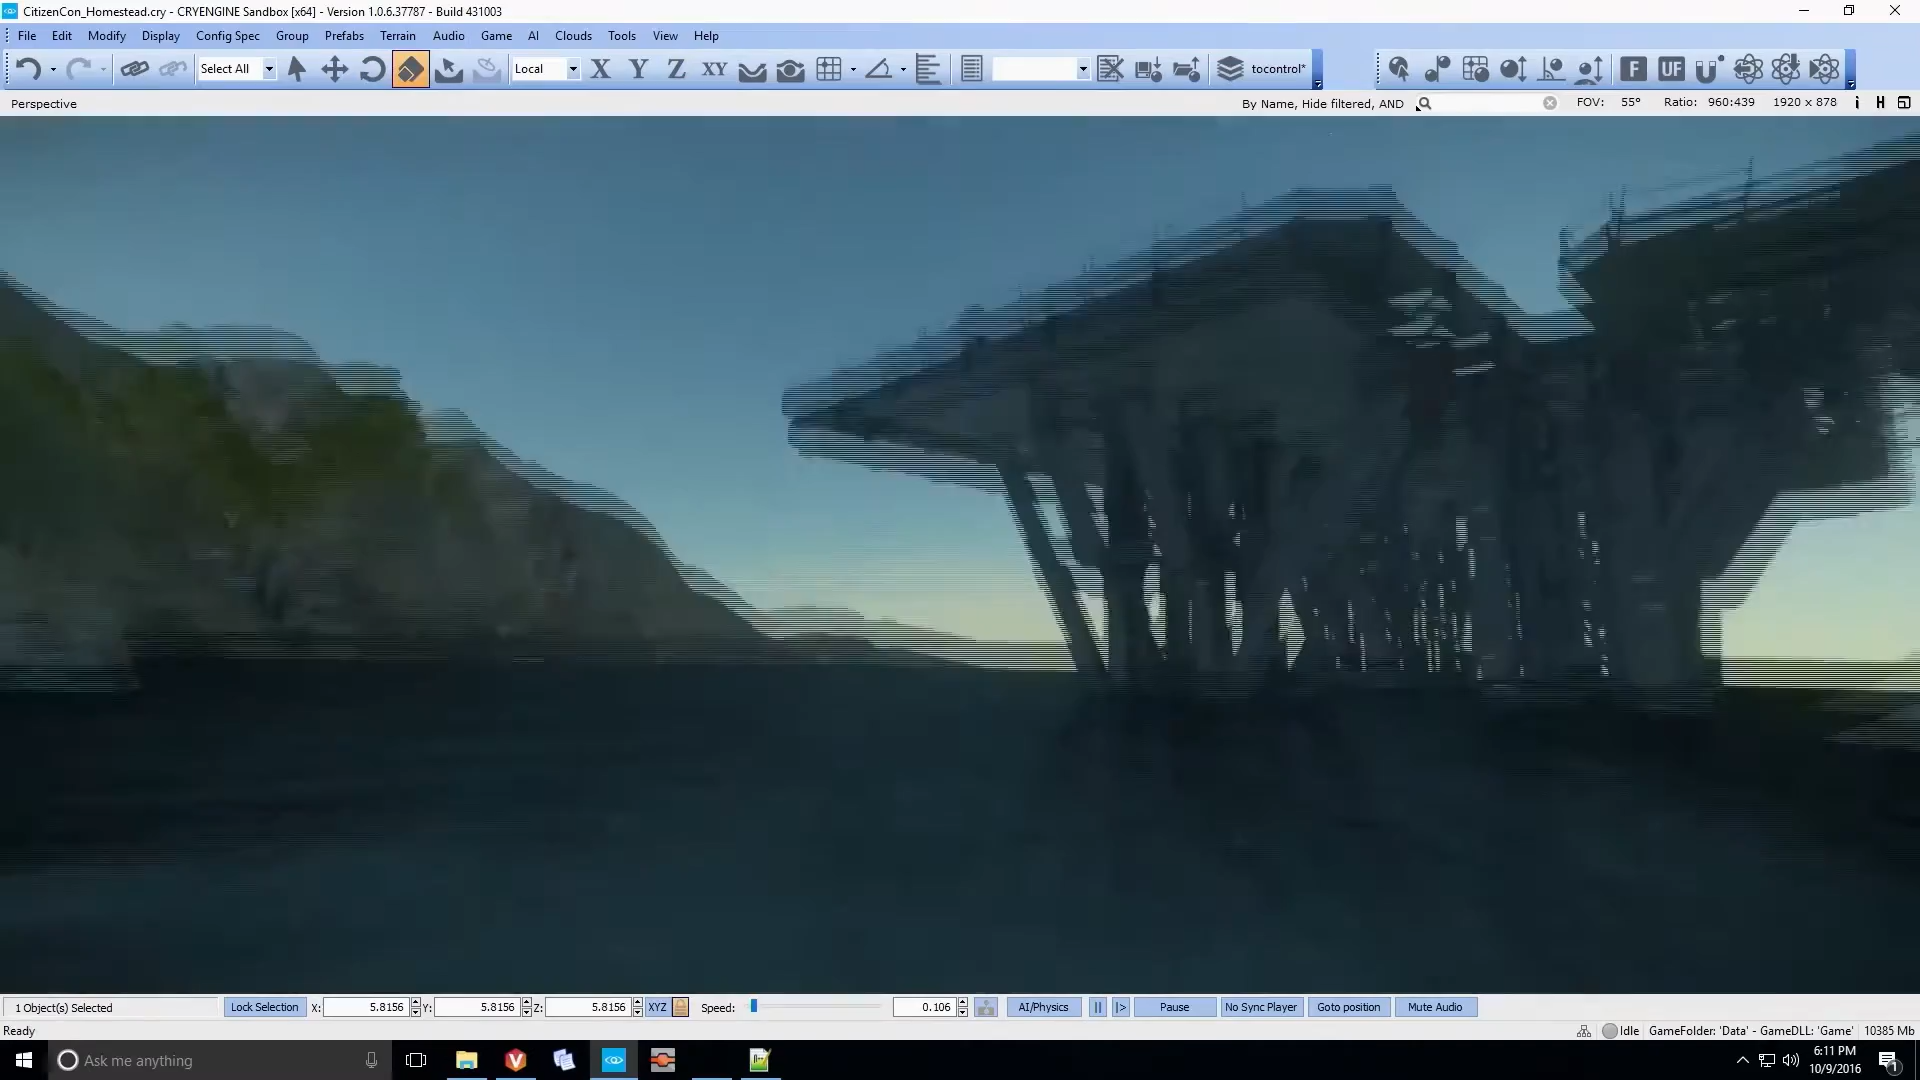 CitizenCon_Homestead.cry - CRYENGINE Sandbox [x64] - Version 1.0.6.37787 - Build 431003
File Edit Modify Display Config Spec Group Prefabs Terrain Audio Game AI Clouds Tools View Help
Select All Local X Y Z XY tocontrol* F UF
Perspective By Name, Hide filtered, AND FOV: 55° Ratio: 960:439 1920 x 878 i H
1 Object(s) Selected Lock Selection X: 5.8156 Y: 5.8156 Z: 5.8156 XYZ Speed: 0.106 AI/Physics || |> Pause No Sync Player Goto position Mute Audio
Ready Idle GameFolder: 'Data' - GameDLL: 'Game' 10385 Mb
Ask me anything
6:11 PM
10/9/2016
1